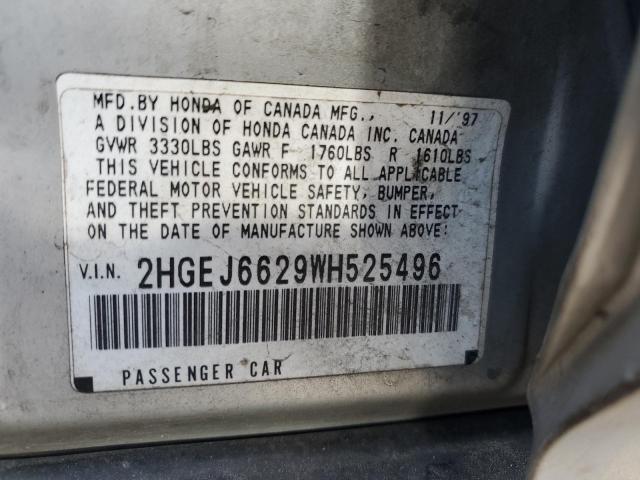 MFD. BY HONDA OF CANADA MFG., 11/'97
A DIVISION OF HONDA CANADA INC. CANADA
GVWR 3330LBS GAWR F 1760LBS R 1610LBS
THIS VEHICLE CONFORMS TO ALL APPLICABLE
FEDERAL MOTOR VEHICLE SAFETY, BUMPER,
AND THEFT PREVENTION STANDARDS IN EFFECT
ON THE DATE OF MANUFACTURE SHOWN ABOVE:
V.I.N. 2HGEJ6629WH525496
PASSENGER CAR